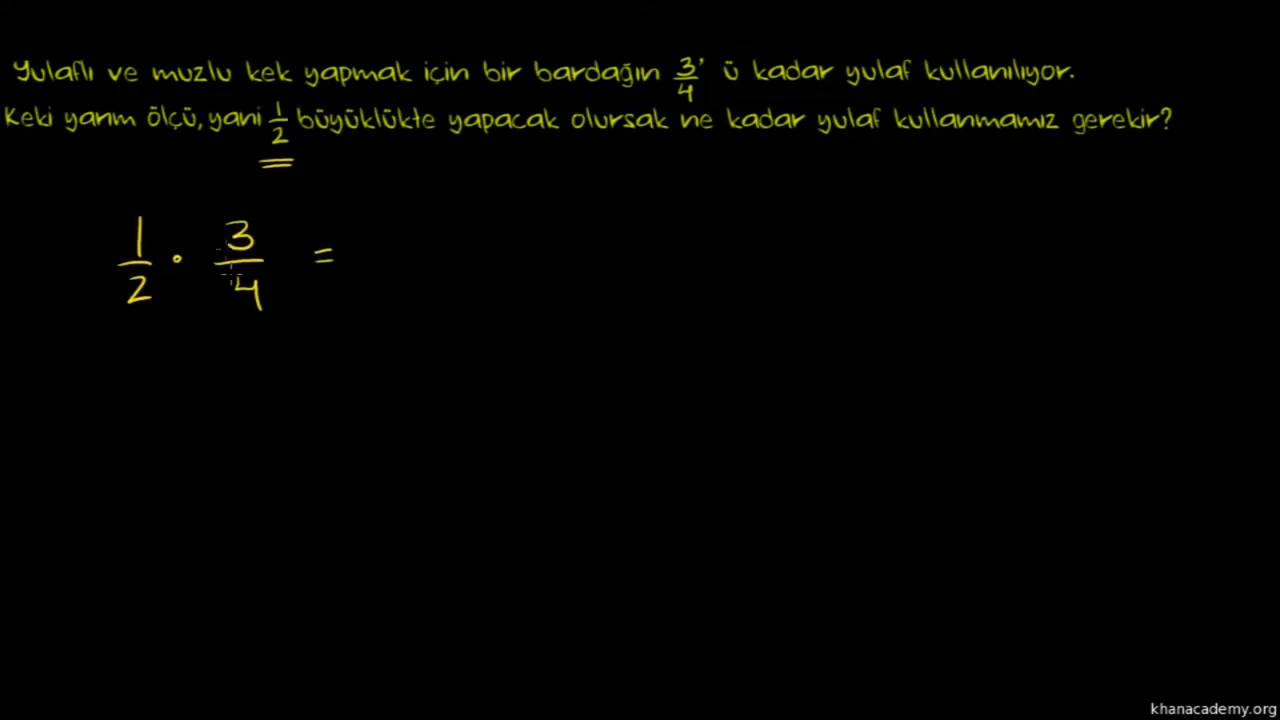 Yulaflı ve muzlu kek yapmak için bir bardağın 3/4' ü kadar yulaf kullanılıyor.
Keki yarım ölçü, yani 1/2 büyüklükte yapacak olursak ne kadar yulaf kullanmamız gerekir?
1/2 · 3/4 =
khanacademy.org